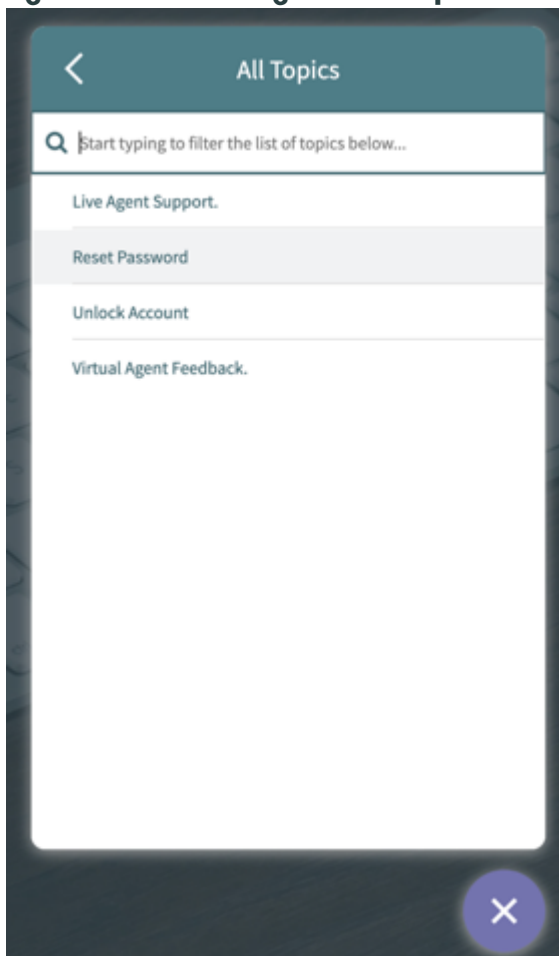 All Topics
Start typing to filter the list of topics below...
Live Agent Support.
Reset Password
Unlock Account
Virtual Agent Feedback.